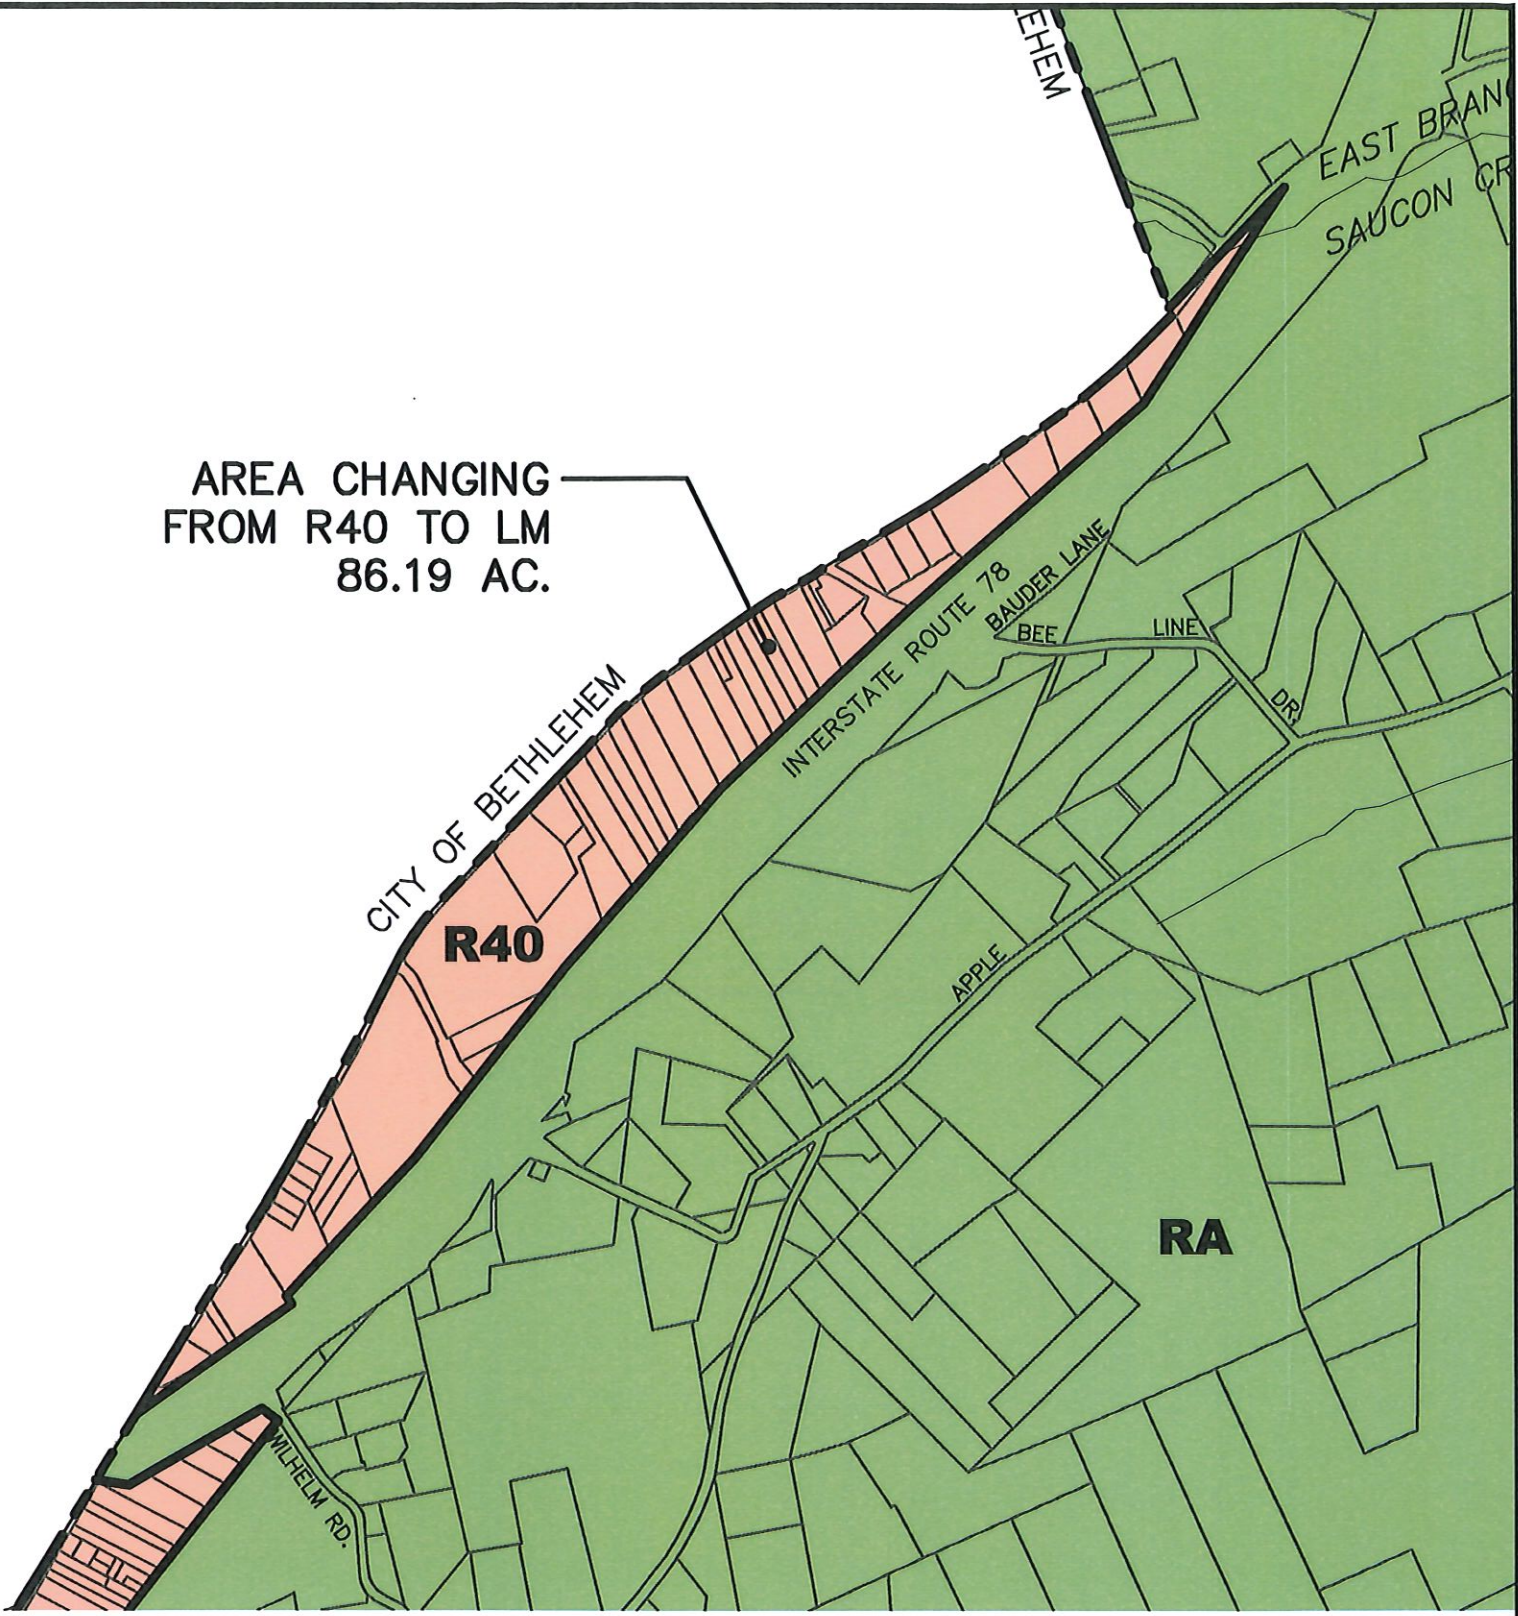 EHEM
EAST BRAN
SAUCON CR
AREA CHANGING
FROM R40 TO LM
86.19 AC.
BAUDER LANE
INTERSTATE ROUTE 78
BEE LINE DR.
CITY OF BETHLEHEM
R40
APPLE
RA
WILHELM RD.